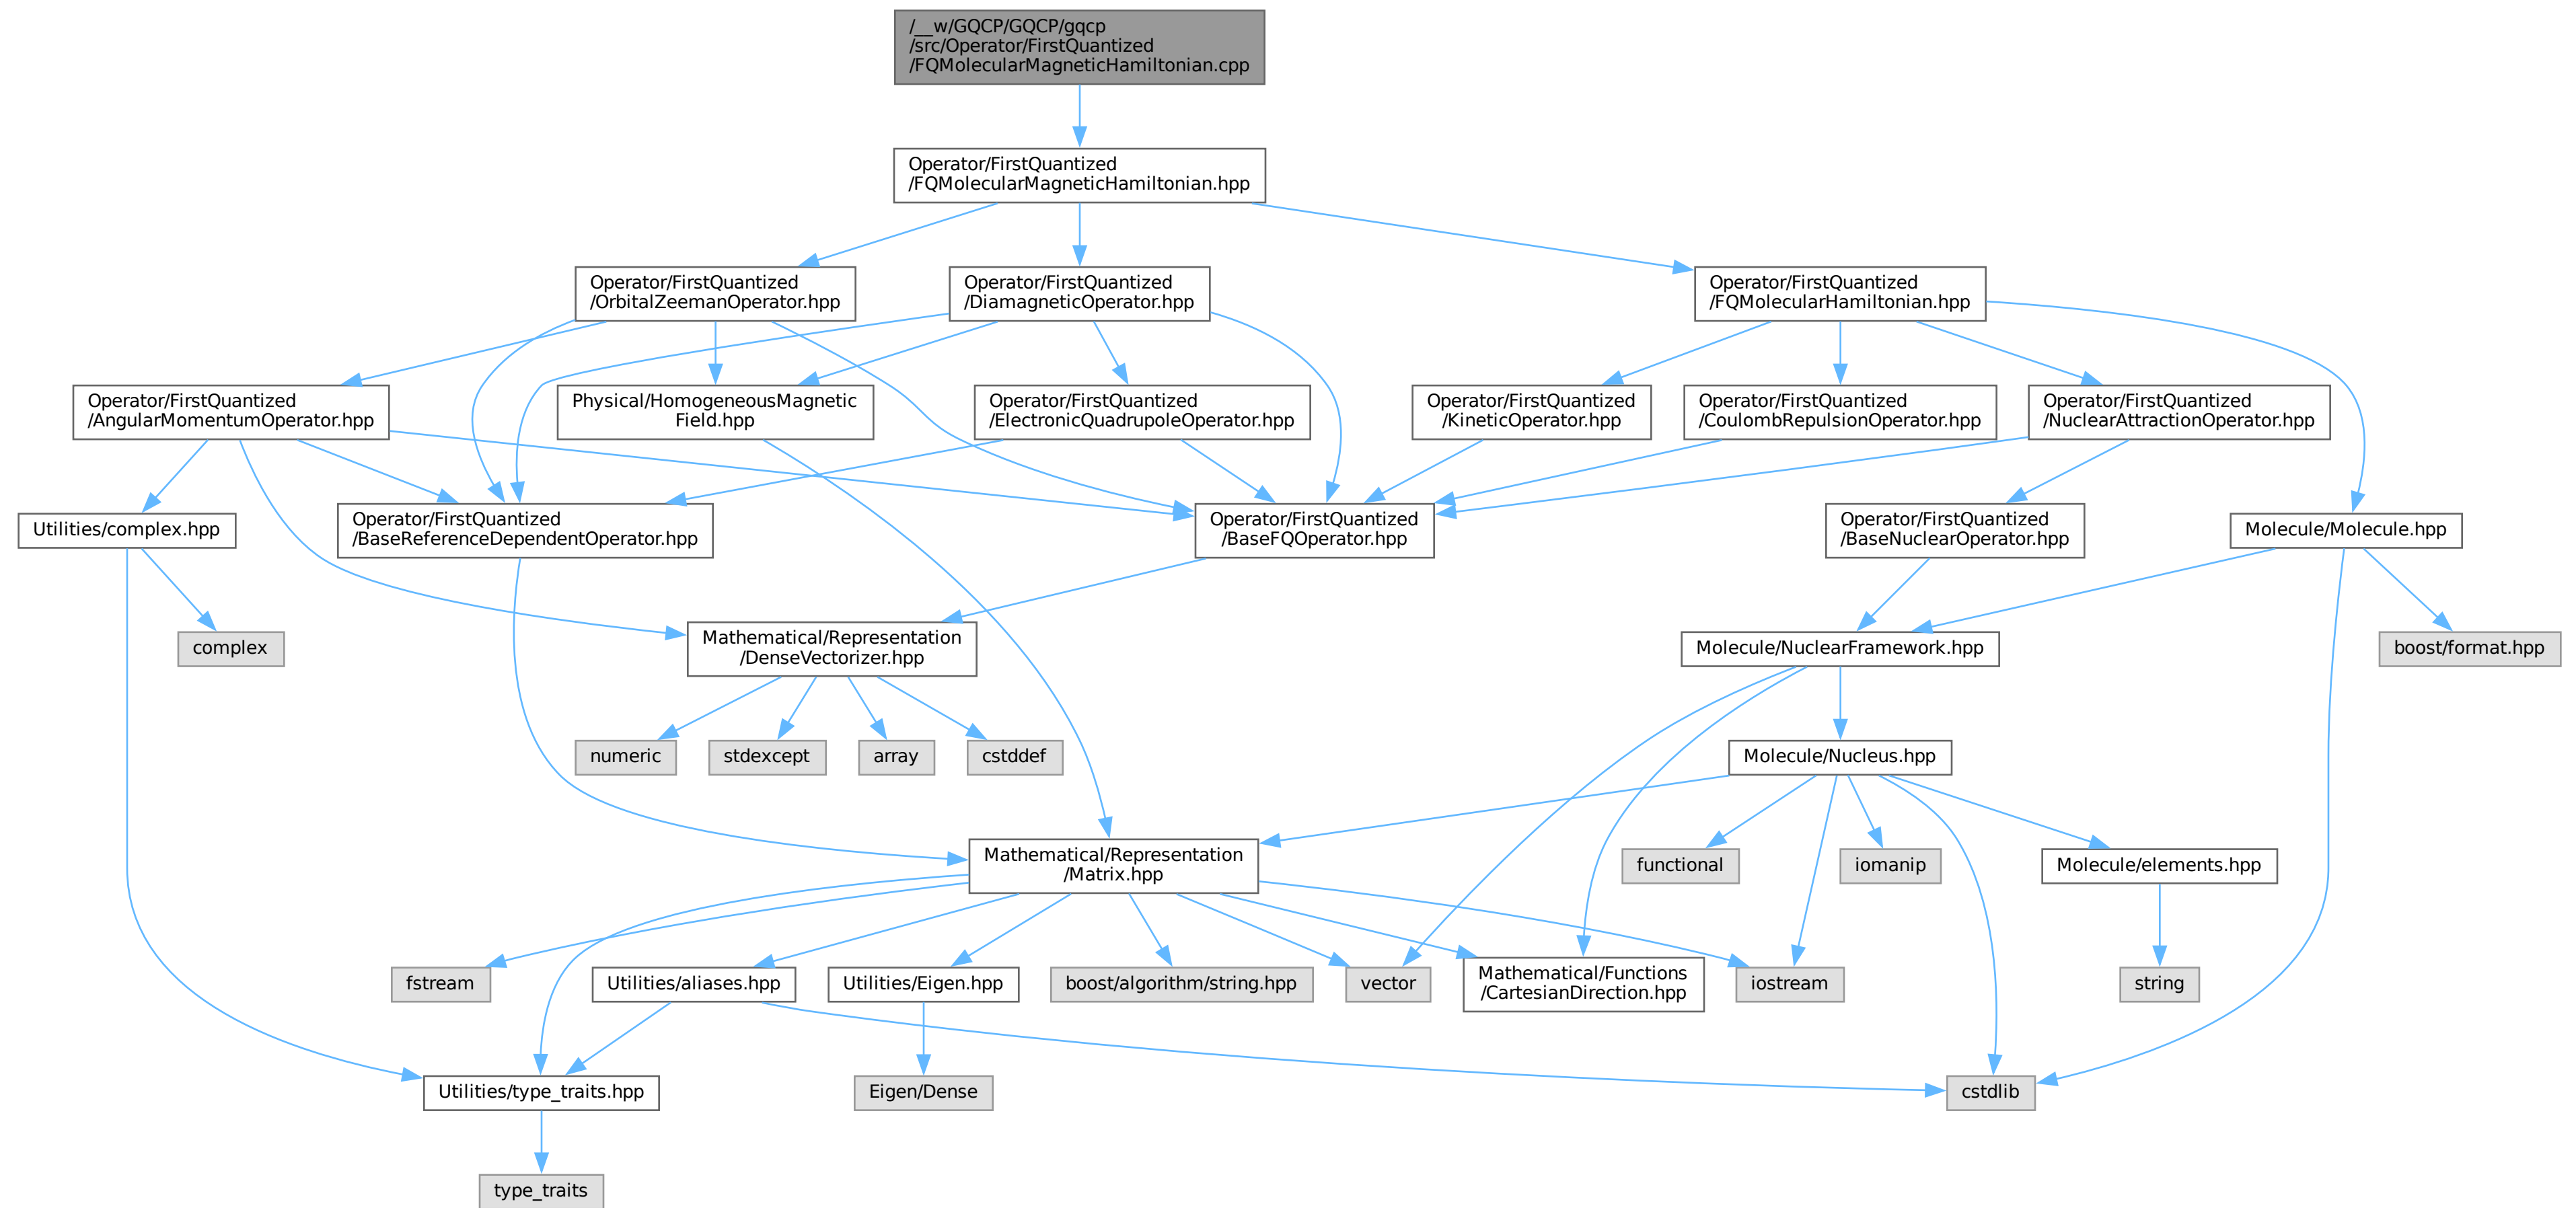 /__w/GQCP/GQCP/gqcp
/src/Operator/FirstQuantized
/FQMolecularMagneticHamiltonian.cpp
Operator/FirstQuantized
/FQMolecularMagneticHamiltonian.hpp
Operator/FirstQuantized
/OrbitalZeemanOperator.hpp
Operator/FirstQuantized
/DiamagneticOperator.hpp
Operator/FirstQuantized
/FQMolecularHamiltonian.hpp
Operator/FirstQuantized
/AngularMomentumOperator.hpp
Physical/HomogeneousMagnetic
Field.hpp
Operator/FirstQuantized
/ElectronicQuadrupoleOperator.hpp
Operator/FirstQuantized
/KineticOperator.hpp
Operator/FirstQuantized
/CoulombRepulsionOperator.hpp
Operator/FirstQuantized
/NuclearAttractionOperator.hpp
Utilities/complex.hpp
Operator/FirstQuantized
/BaseReferenceDependentOperator.hpp
Operator/FirstQuantized
/BaseFQOperator.hpp
Operator/FirstQuantized
/BaseNuclearOperator.hpp
Molecule/Molecule.hpp
complex
Mathematical/Representation
/DenseVectorizer.hpp
Molecule/NuclearFramework.hpp
boost/format.hpp
numeric
stdexcept
array
cstddef
Molecule/Nucleus.hpp
Mathematical/Representation
/Matrix.hpp
functional
iomanip
Molecule/elements.hpp
fstream
Utilities/aliases.hpp
Utilities/Eigen.hpp
boost/algorithm/string.hpp
vector
Mathematical/Functions
/CartesianDirection.hpp
iostream
string
Utilities/type_traits.hpp
Eigen/Dense
cstdlib
type_traits